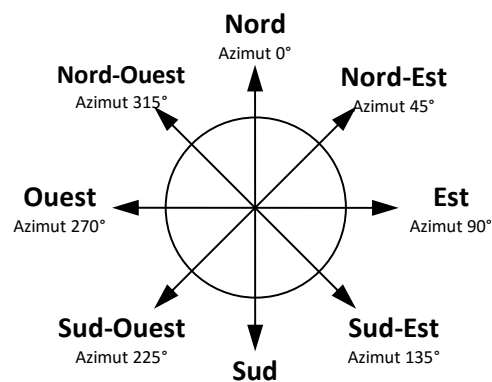 Nord
Azimut 0°
Nord-Ouest
Azimut 315°
Nord-Est
Azimut 45°
Ouest
Azimut 270°
Est
Azimut 90°
Sud-Ouest
Azimut 225°
Sud-Est
Azimut 135°
Sud